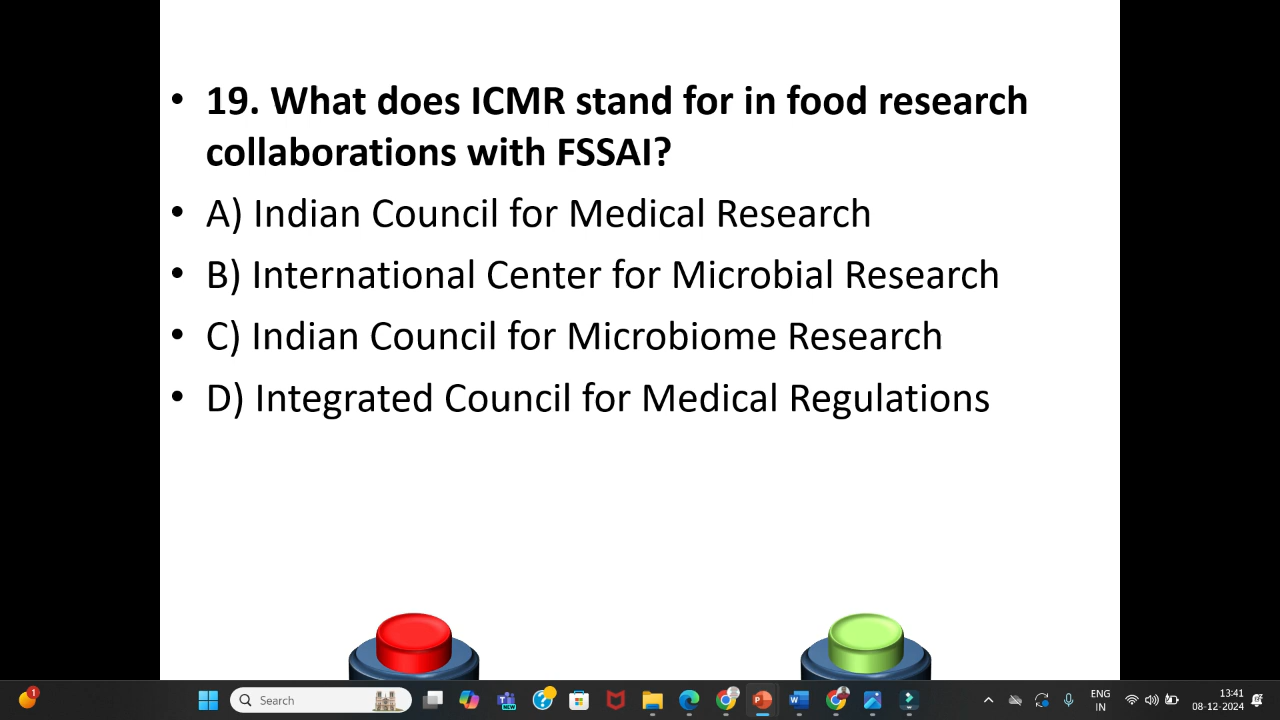 • 19. What does ICMR stand for in food research
collaborations with FSSAI?
• A) Indian Council for Medical Research
• B) International Center for Microbial Research
• C) Indian Council for Microbiome Research
• D) Integrated Council for Medical Regulations
1
Search
NEW
ENG
IN
13:41
08-12-2024